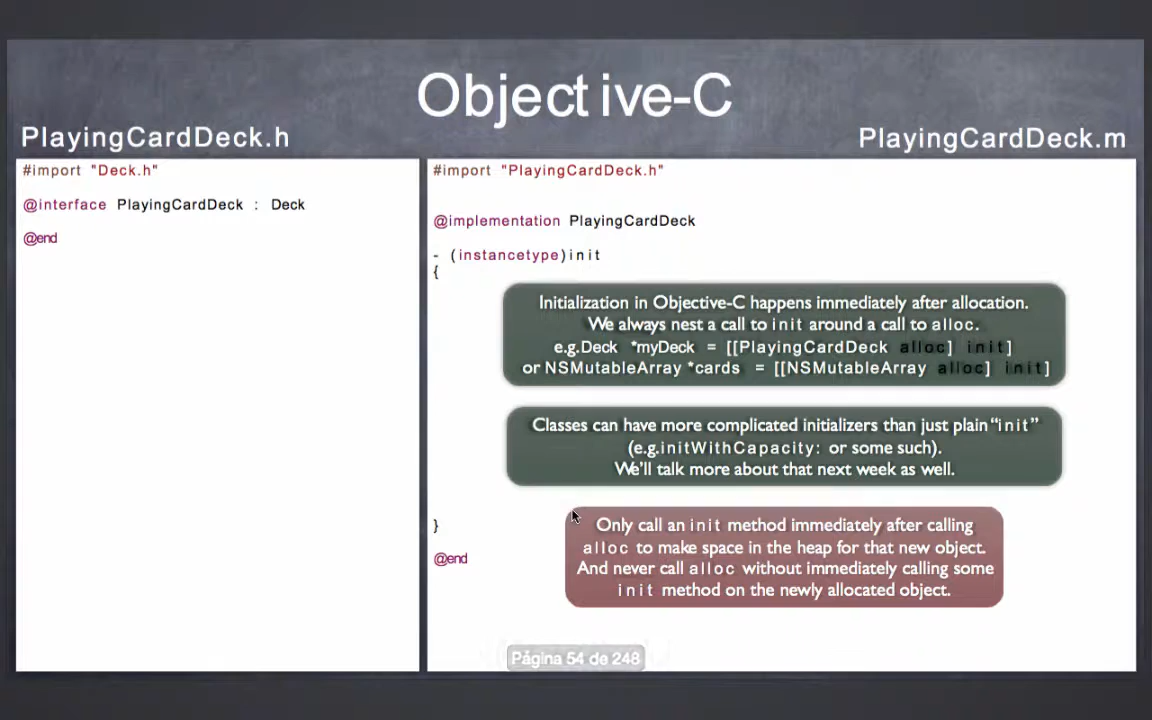 Objective-C
PlayingCardDeck.h
PlayingCardDeck.m
#import "Deck.h"
@interface PlayingCardDeck : Deck
@end
#import "PlayingCardDeck.h"
@implementation PlayingCardDeck
- (instancetype)init
{
Initialization in Objective-C happens immediately after allocation.
We always nest a call to init around a call to alloc.
e.g. Deck *myDeck = [[PlayingCardDeck alloc] init]
or NSMutableArray *cards = [[NSMutableArray alloc] init]
Classes can have more complicated initializers than just plain “init”
(e.g. initWithCapacity: or some such).
We’ll talk more about that next week as well.
}
@end
Only call an init method immediately after calling
alloc to make space in the heap for that new object.
And never call alloc without immediately calling some
init method on the newly allocated object.
Página 54 de 248